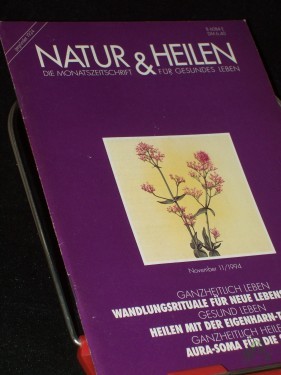 NATUR & HEILEN
DIE MONATSZEITSCHRIFT FÜR GESUNDES LEBEN
November 11/1994
GANZHEITLICH LEBEN
WANDLUNGSRITUALE FÜR NEUE LEBENS
GESUND LEBEN
HEILEN MIT DER EIGENHARN-T
GANZHEITLICH HEILE
AURA-SOMA FÜR DIE